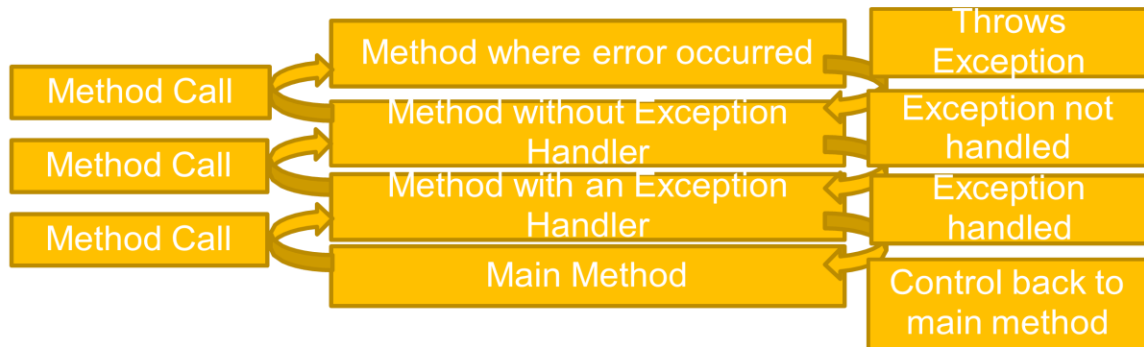 Method Call
Method Call
Method Call
Method where error occurred
Method without Exception
Handler
Method with an Exception
Handler
Main Method
Throws
Exception
Exception not
handled
Exception
handled
Control back to
main method